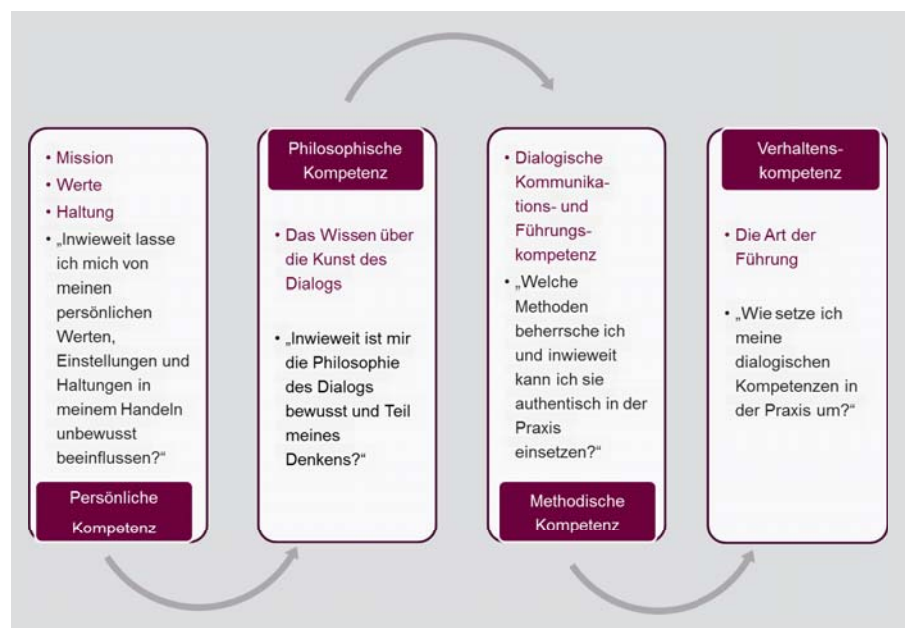 • Mission
• Werte
• Haltung
• „Inwieweit lasse
ich mich von
meinen
persönlichen
Werten,
Einstellungen und
Haltungen in
meinem Handeln
unbewusst
beeinflussen?“
Persönliche
Kompetenz
Philosophische
Kompetenz
• Das Wissen über
die Kunst des
Dialogs
• „Inwieweit ist mir
die Philosophie
des Dialogs
bewusst und Teil
meines
Denkens?“
• Dialogische
Kommunika-
tions- und
Führungs-
kompetenz
• „Welche
Methoden
beherrsche ich
und inwieweit
kann ich sie
authentisch in der
Praxis
einsetzen?“
Methodische
Kompetenz
Verhaltens-
kompetenz
• Die Art der
Führung
• „Wie setze ich
meine
dialogischen
Kompetenzen in
der Praxis um?“